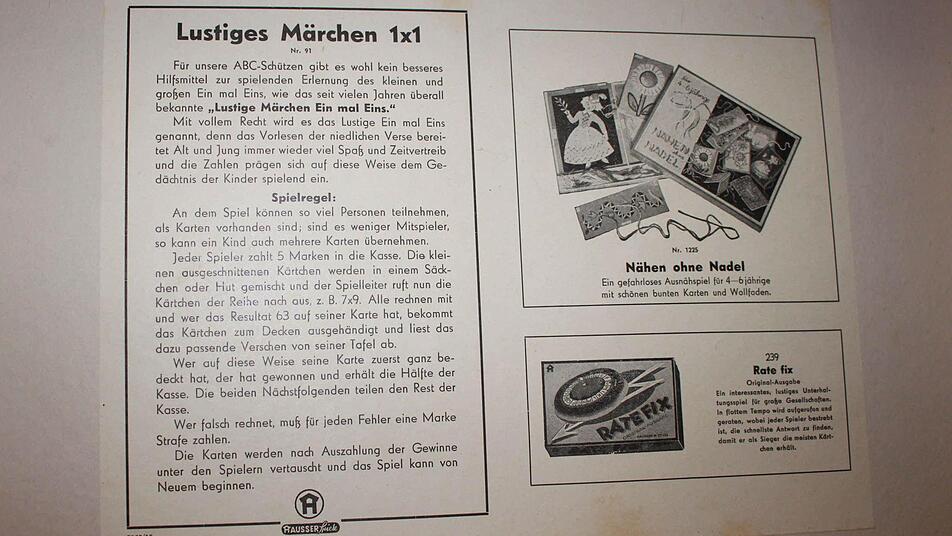 Lustiges Märchen 1x1
Nr. 91
Für unsere ABC-Schützen gibt es wohl kein besseres
Hilfsmittel zur spielenden Erlernung des kleinen und
großen Ein mal Eins, wie das seit vielen Jahren überall
bekannte „Lustige Märchen Ein mal Eins.“
Mit vollem Recht wird es das Lustige Ein mal Eins
genannt, denn das Vorlesen der niedlichen Verse berei-
tet Alt und Jung immer wieder viel Spaß und Zeitvertreib
und die Zahlen prägen sich auf diese Weise dem Ge-
dächtnis der Kinder spielend ein.
Spielregel:
An dem Spiel können so viel Personen teilnehmen,
als Karten vorhanden sind; sind es weniger Mitspieler,
so kann ein Kind auch mehrere Karten übernehmen.
Jeder Spieler zahlt 5 Marken in die Kasse. Die klei-
nen ausgeschnittenen Kärtchen werden in einem Säck-
chen oder Hut gemischt und der Spielleiter ruft nun die
Kärtchen der Reihe nach aus, z. B. 7x9. Alle rechnen mit
und wer das Resultat 63 auf seiner Karte hat, bekommt
das Kärtchen zum Decken ausgehändigt und liest das
dazu passende Verschen von seiner Tafel ab.
Wer auf diese Weise seine Karte zuerst ganz be-
deckt hat, der hat gewonnen und erhält die Hälfte der
Kasse. Die beiden Nächstfolgenden teilen den Rest der
Kasse.
Wer falsch rechnet, muß für jeden Fehler eine Marke
Strafe zahlen.
Die Karten werden nach Auszahlung der Gewinne
unter den Spielern vertauscht und das Spiel kann von
Neuem beginnen.
HAUSSER
für
4-6jährige
NÄHEN
ohne
NADEL
Nr. 1225
Nähen ohne Nadel
Ein gefahrloses Ausnähspiel für 4—6jährige
mit schönen bunten Karten und Wollfaden.
RATE FIX
239
Rate fix
Original-Ausgabe
Ein interessantes, lustiges Unterhal-
tungsspiel für große Gesellschaften.
In flottem Tempo wird aufgerufen und
geraten, wobei jeder Spieler bestrebt
ist, die schnellste Antwort zu finden,
damit er als Sieger die meisten Kärt-
chen erhält.